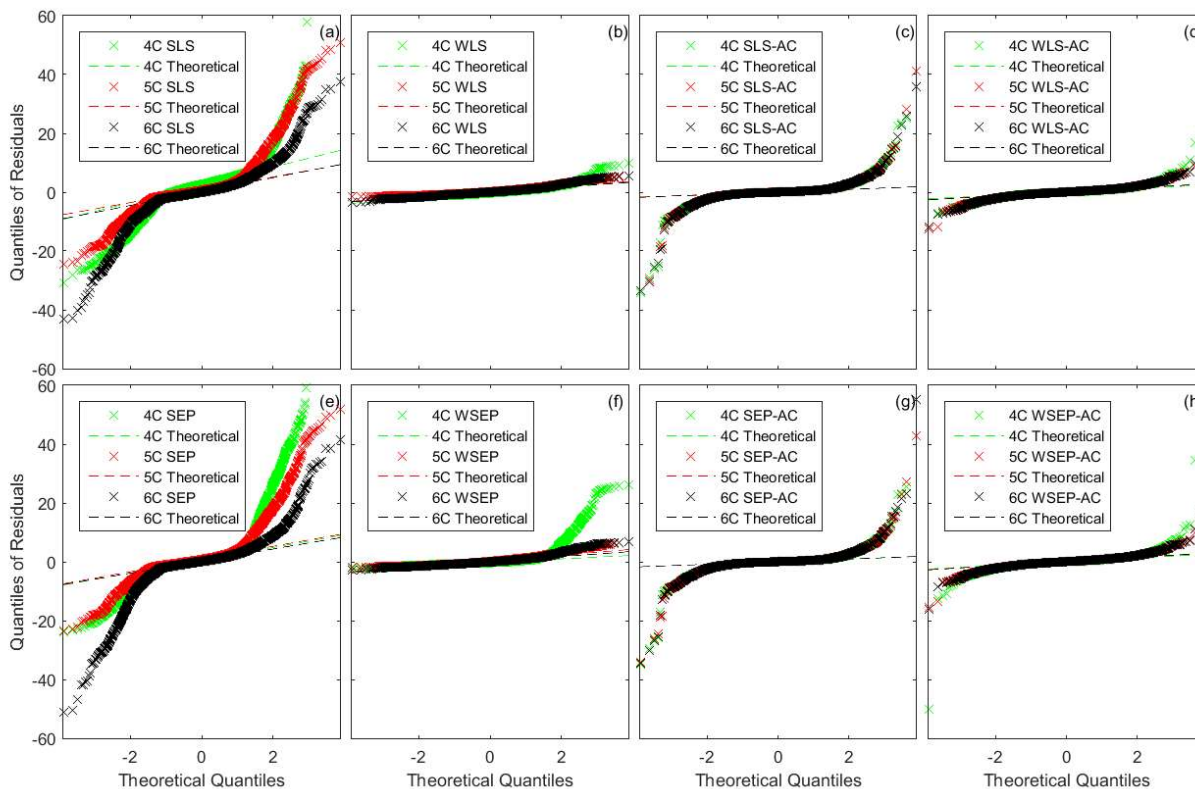 60
40
20
0
-20
-40
-60
Quantiles of Residuals
(a)
4C SLS
4C Theoretical
5C SLS
5C Theoretical
6C SLS
6C Theoretical
(b)
4C WLS
4C Theoretical
5C WLS
5C Theoretical
6C WLS
6C Theoretical
(c)
4C SLS-AC
4C Theoretical
5C SLS-AC
5C Theoretical
6C SLS-AC
6C Theoretical
(d
4C WLS-AC
4C Theoretical
5C WLS-AC
5C Theoretical
6C WLS-AC
6C Theoretical
60
40
20
0
-20
-40
-60
Quantiles of Residuals
(e)
4C SEP
4C Theoretical
5C SEP
5C Theoretical
6C SEP
6C Theoretical
(f)
4C WSEP
4C Theoretical
5C WSEP
5C Theoretical
6C WSEP
6C Theoretical
(g)
4C SEP-AC
4C Theoretical
5C SEP-AC
5C Theoretical
6C SEP-AC
6C Theoretical
(h
4C WSEP-AC
4C Theoretical
5C WSEP-AC
5C Theoretical
6C WSEP-AC
6C Theoretical
-2 0 2
-2 0 2
-2 0 2
-2 0 2
Theoretical Quantiles
Theoretical Quantiles
Theoretical Quantiles
Theoretical Quantiles